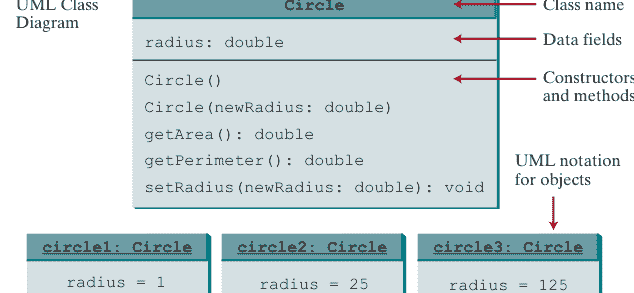 UML Class
Diagram
Circle
Class name
radius: double
Data fields
Circle()
Constructors
and methods
Circle(newRadius: double)
getArea(): double
getPerimeter(): double
setRadius(newRadius: double): void
UML notation
for objects
circle1: Circle
circle2: Circle
circle3: Circle
radius = 1
radius = 25
radius = 125